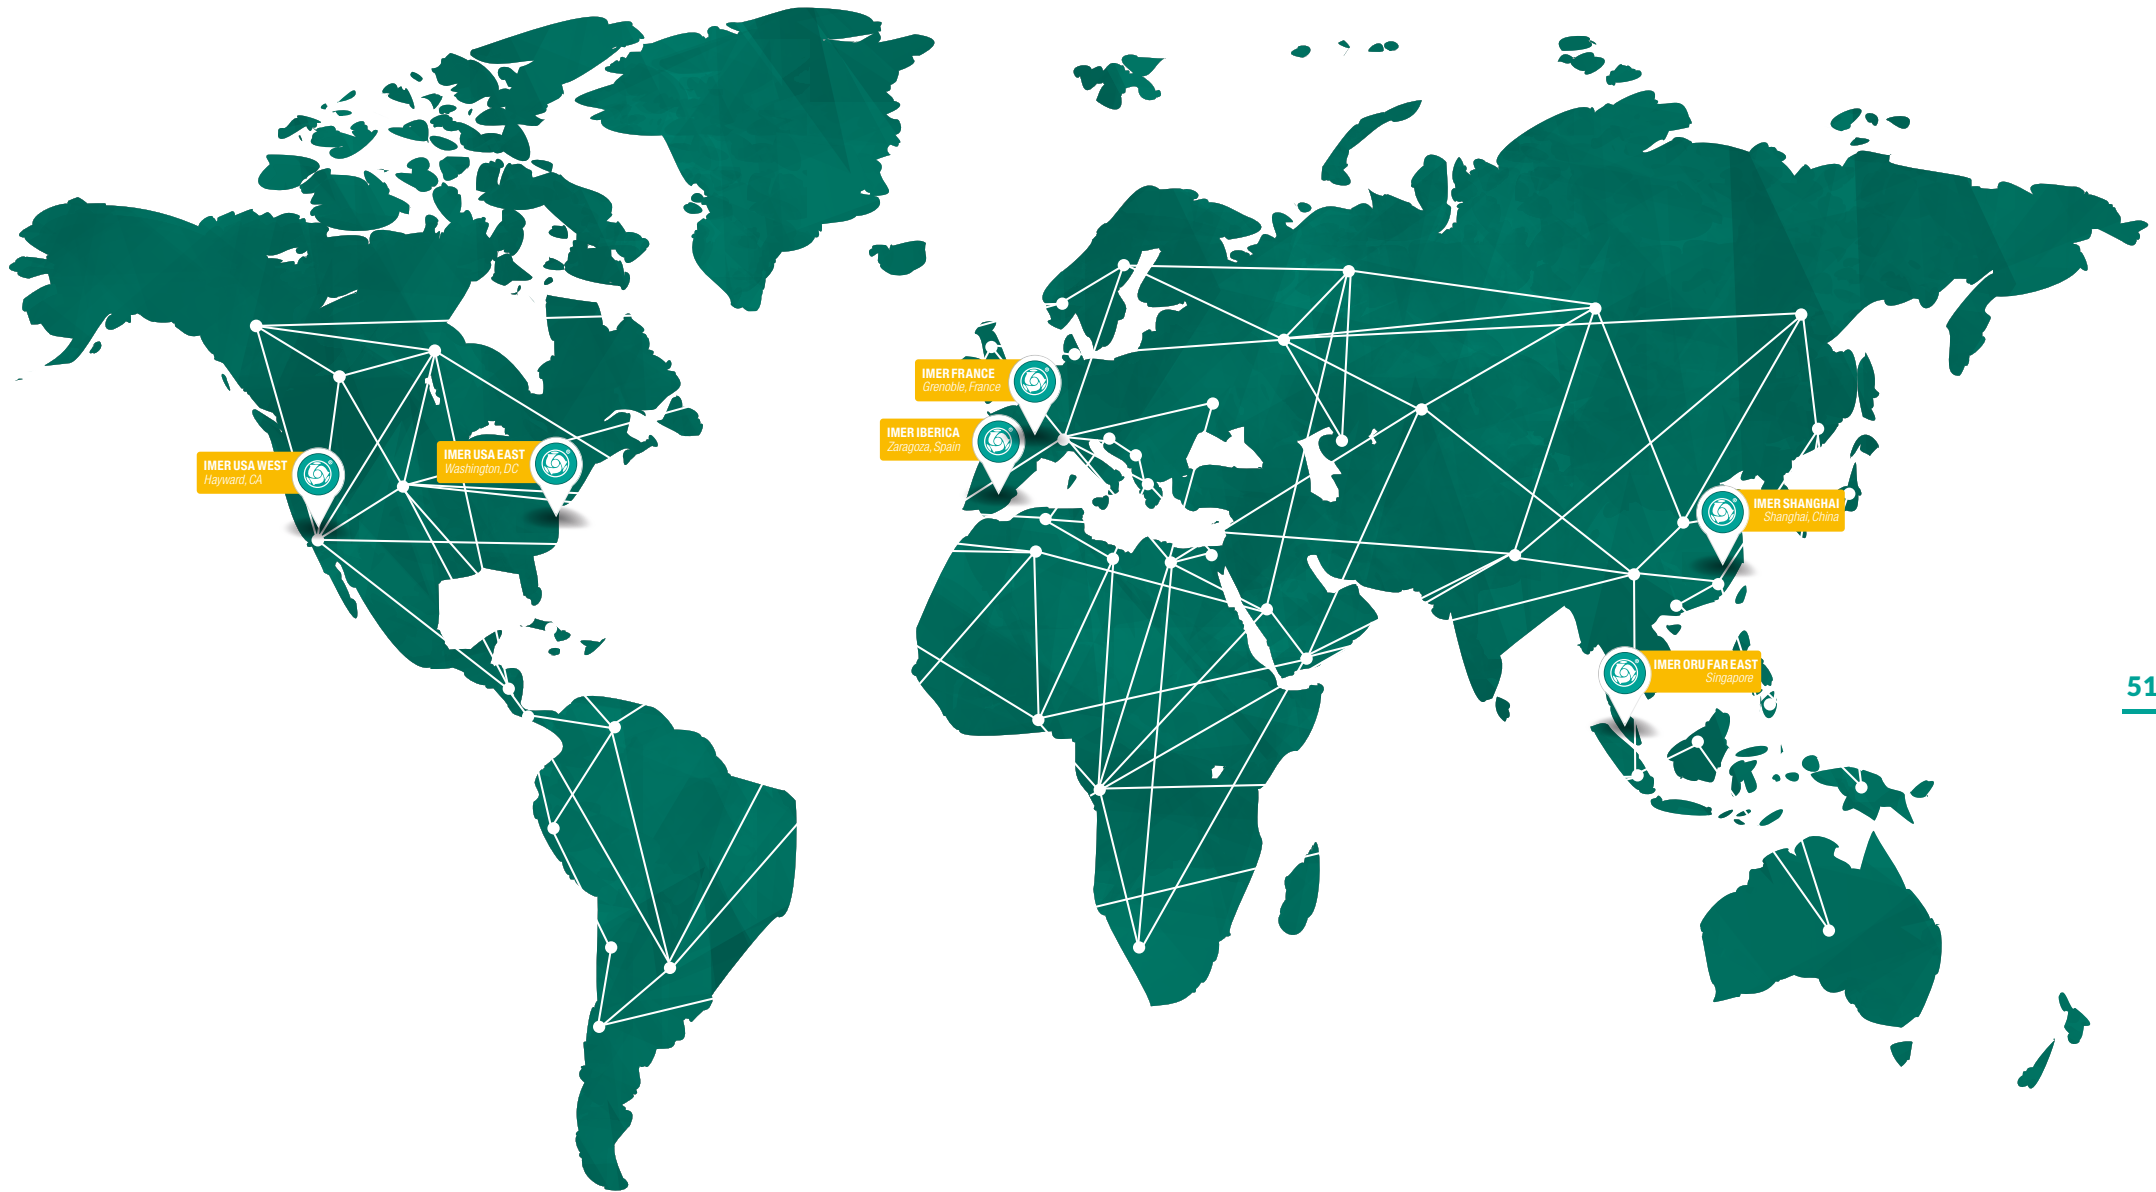 IMER FRANCE
Grenoble, France
IMER IBERICA
Zaragoza, Spain
IMER USA EAST
Washington, DC
IMER USA WEST
Hayward, CA
IMER SHANGHAI
Shanghai, China
IMER ORU FAR EAST
Singapore
51